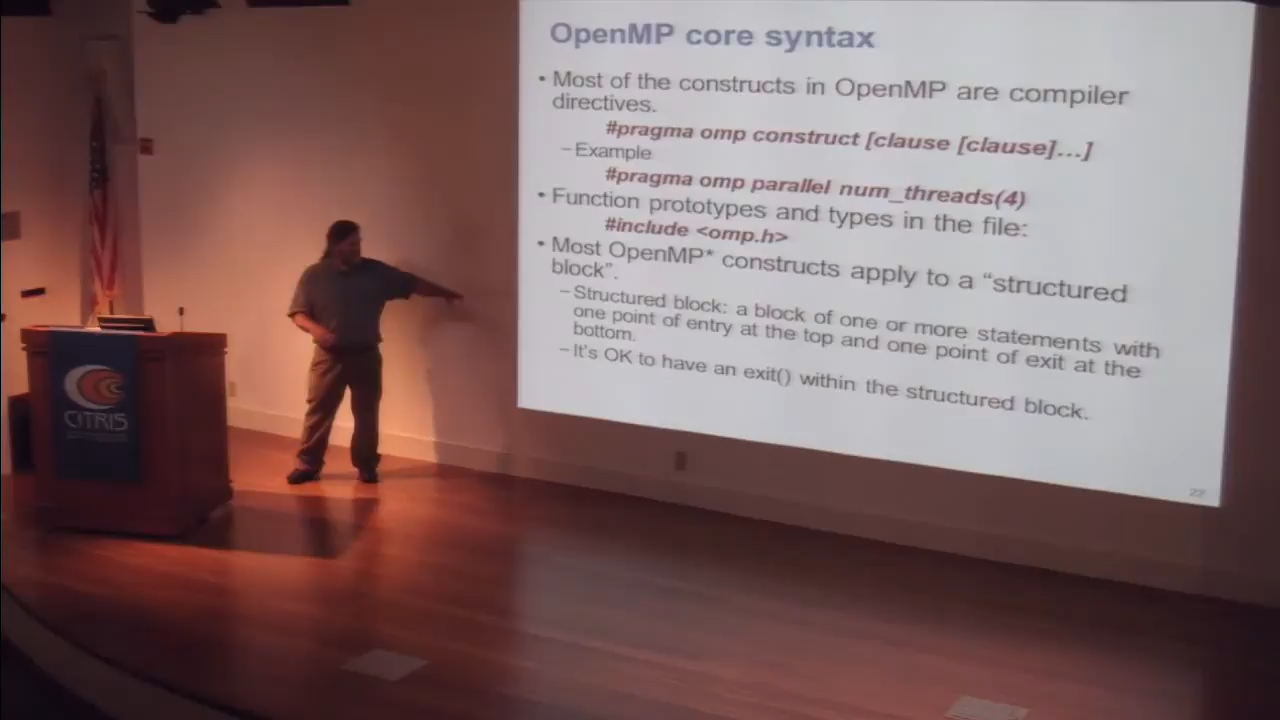 OpenMP core syntax
• Most of the constructs in OpenMP are compiler
directives.
#pragma omp construct [clause [clause]…]
– Example
#pragma omp parallel num_threads(4)
• Function prototypes and types in the file:
#include <omp.h>
• Most OpenMP* constructs apply to a “structured
block”.
– Structured block: a block of one or more statements with
one point of entry at the top and one point of exit at the
bottom.
– It’s OK to have an exit() within the structured block.
22
CITRIS